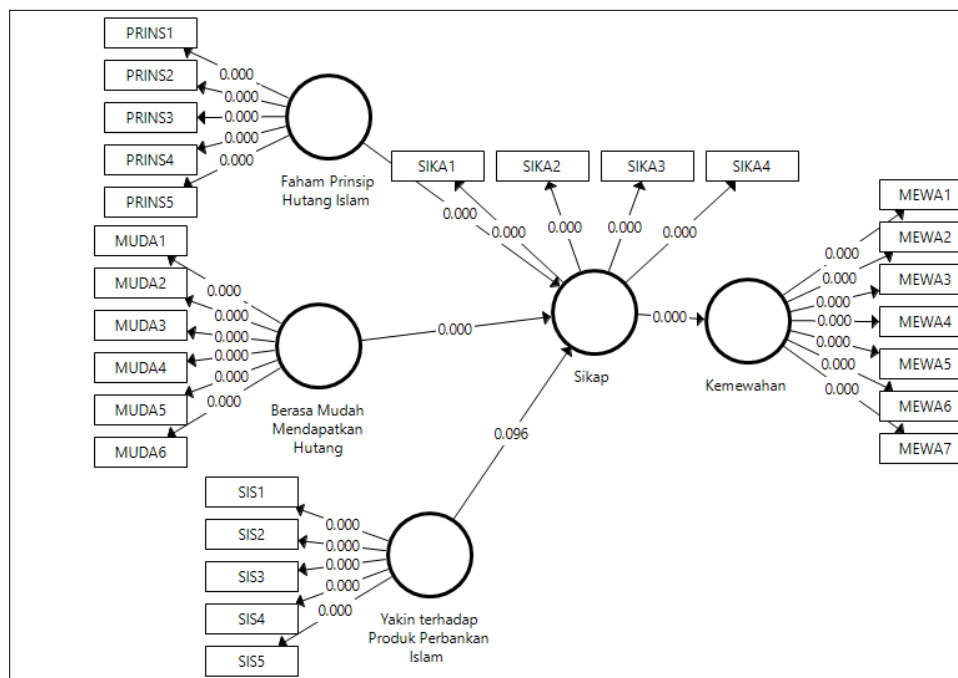 PRINS1
PRINS2
PRINS3
PRINS4
PRINS5
0.000
0.000
0.000
0.000
0.000
Faham Prinsip
Hutang Islam
0.000
SIKA1
SIKA2
SIKA3
SIKA4
0.000
0.000
0.000
0.000
MUDA1
MUDA2
MUDA3
MUDA4
MUDA5
MUDA6
0.000
0.000
0.000
0.000
0.000
0.000
Berasa Mudah
Mendapatkan
Hutang
0.000
Sikap
0.000
Kemewahan
MEWA1
MEWA2
MEWA3
MEWA4
MEWA5
MEWA6
MEWA7
0.000
0.000
0.000
0.000
0.000
0.000
0.000
0.096
SIS1
SIS2
SIS3
SIS4
SIS5
0.000
0.000
0.000
0.000
0.000
Yakin terhadap
Produk Perbankan
Islam